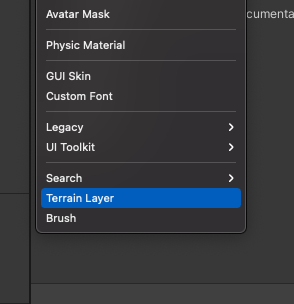 Avatar Mask
cumenta
Physic Material
GUI Skin
Custom Font
Legacy
UI Toolkit
Search
Terrain Layer
Brush